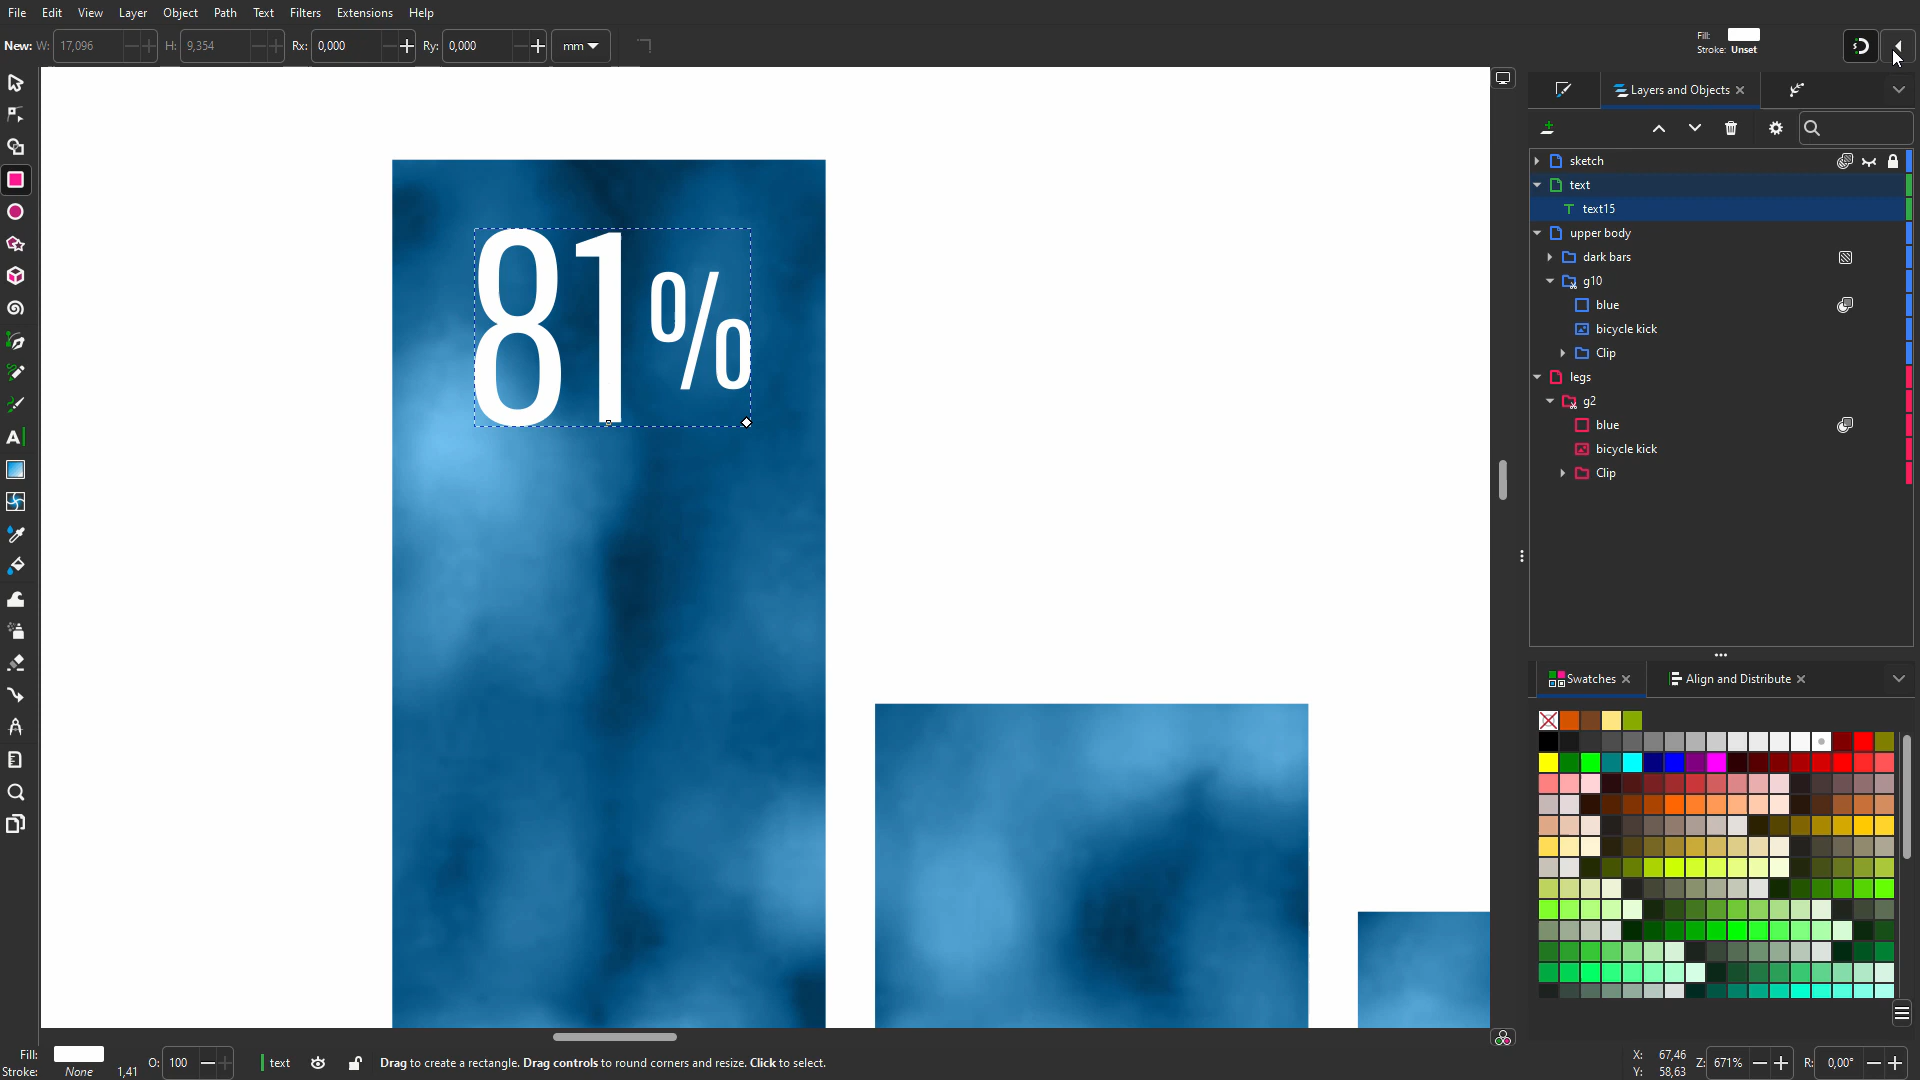 File Edit View Layer Object Path Text Filters Extensions Help
New: W: 17,096 H: 9,354 Rx: 0,000 Ry: 0,000 mm
Fill:
Stroke: Unset
Layers and Objects
sketch
text
text15
upper body
dark bars
g10
blue
bicycle kick
Clip
legs
g2
blue
bicycle kick
Clip
81%
Swatches Align and Distribute
Fill:
Stroke: None 1,41 O: 100 text Drag to create a rectangle. Drag controls to round corners and resize. Click to select.
X: 67,46
Y: 58,63
Z: 671% R: 0,00°